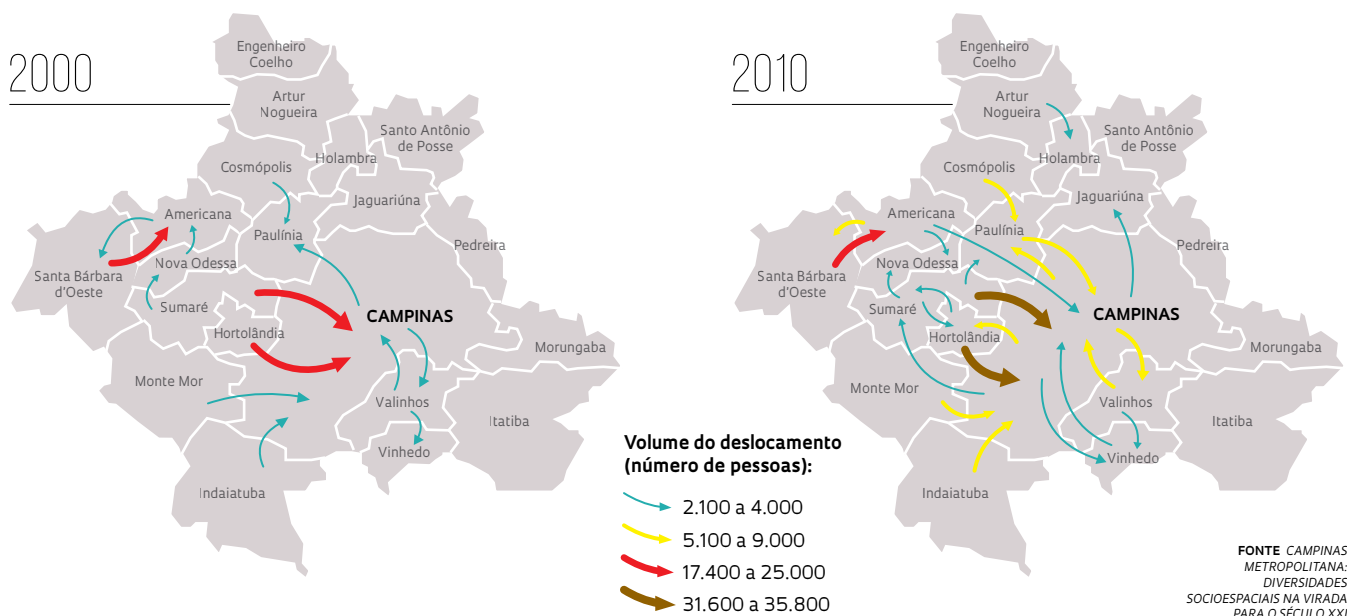 2000
Engenheiro
Coelho
Artur
Nogueira
Santo Antônio
de Posse
Holambra
Cosmópolis
Jaguariúna
Americana
Paulínia
Pedreira
Nova Odessa
Santa Bárbara
d'Oeste
Sumaré
CAMPINAS
Hortolândia
Morungaba
Monte Mor
Valinhos
Itatiba
Vinhedo
Indaiatuba
2010
Engenheiro
Coelho
Artur
Nogueira
Santo Antônio
de Posse
Holambra
Cosmópolis
Jaguariúna
Americana
Paulínia
Pedreira
Nova Odessa
Santa Bárbara
d'Oeste
Sumaré
CAMPINAS
Hortolândia
Morungaba
Monte Mor
Valinhos
Itatiba
Vinhedo
Indaiatuba
Volume do deslocamento
(número de pessoas):
2.100 a 4.000
5.100 a 9.000
17.400 a 25.000
31.600 a 35.800
FONTE CAMPINAS
METROPOLITANA:
DIVERSIDADES
SOCIOESPACIAIS NA VIRADA
PARA O SÉCULO XXI